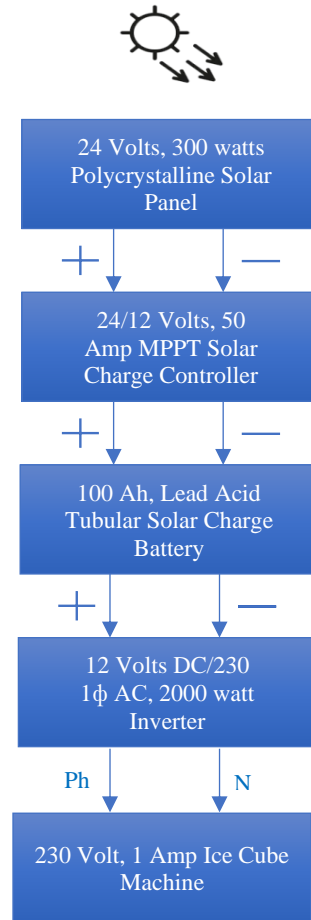 24 Volts, 300 watts
Polycrystalline Solar
Panel
+ —
24/12 Volts, 50
Amp MPPT Solar
Charge Controller
+ —
100 Ah, Lead Acid
Tubular Solar Charge
Battery
+ —
12 Volts DC/230
1ф AC, 2000 watt
Inverter
Ph N
230 Volt, 1 Amp Ice Cube
Machine